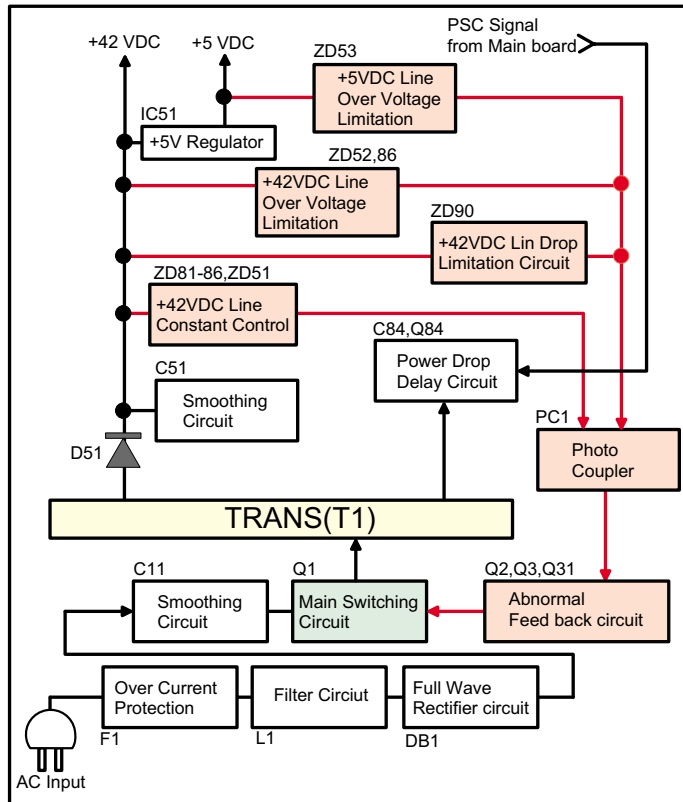 PSC Signal
from Main board
+42 VDC
+5 VDC
ZD53
+5VDC Line
Over Voltage
Limitation
IC51
+5V Regulator
ZD52,86
+42VDC Line
Over Voltage
Limitation
ZD90
+42VDC Lin Drop
Limitation Circuit
ZD81-86,ZD51
+42VDC Line
Constant Control
C84,Q84
Power Drop
Delay Circuit
C51
Smoothing
Circuit
D51
PC1
Photo
Coupler
TRANS(T1)
C11
Smoothing
Circuit
Q1
Main Switching
Circuit
Q2,Q3,Q31
Abnormal
Feed back circuit
Over Current
Protection
F1
Filter Circiut
L1
Full Wave
Rectifier circuit
DB1
AC Input